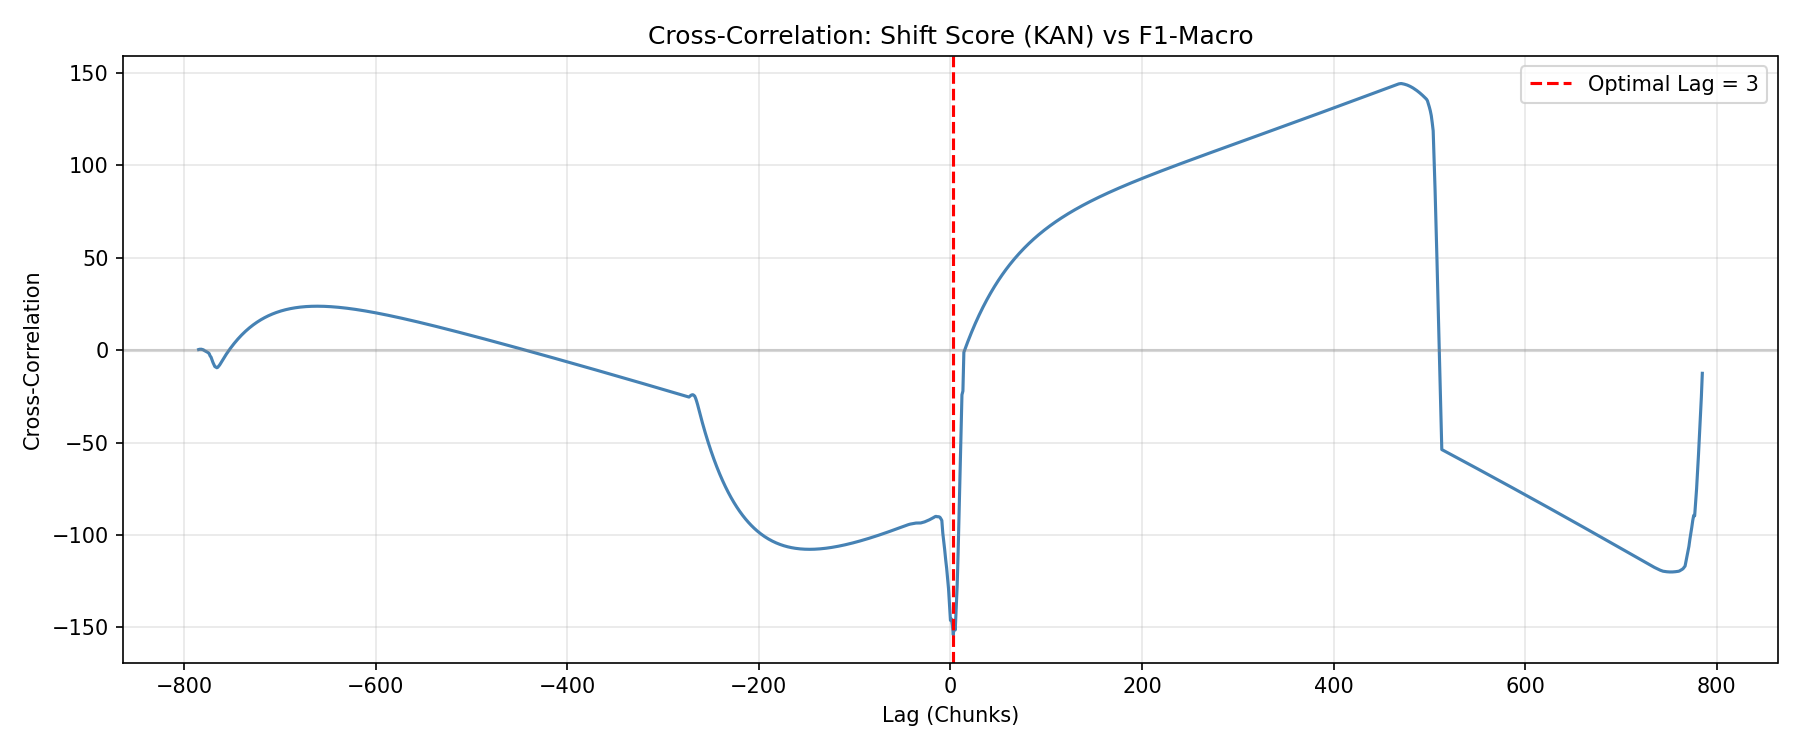 Cross-Correlation: Shift Score (KAN) vs F1-Macro
Optimal Lag = 3
Cross-Correlation
150
100
50
0
−50
−100
−150
−800 −600 −400 −200 0 200 400 600 800
Lag (Chunks)